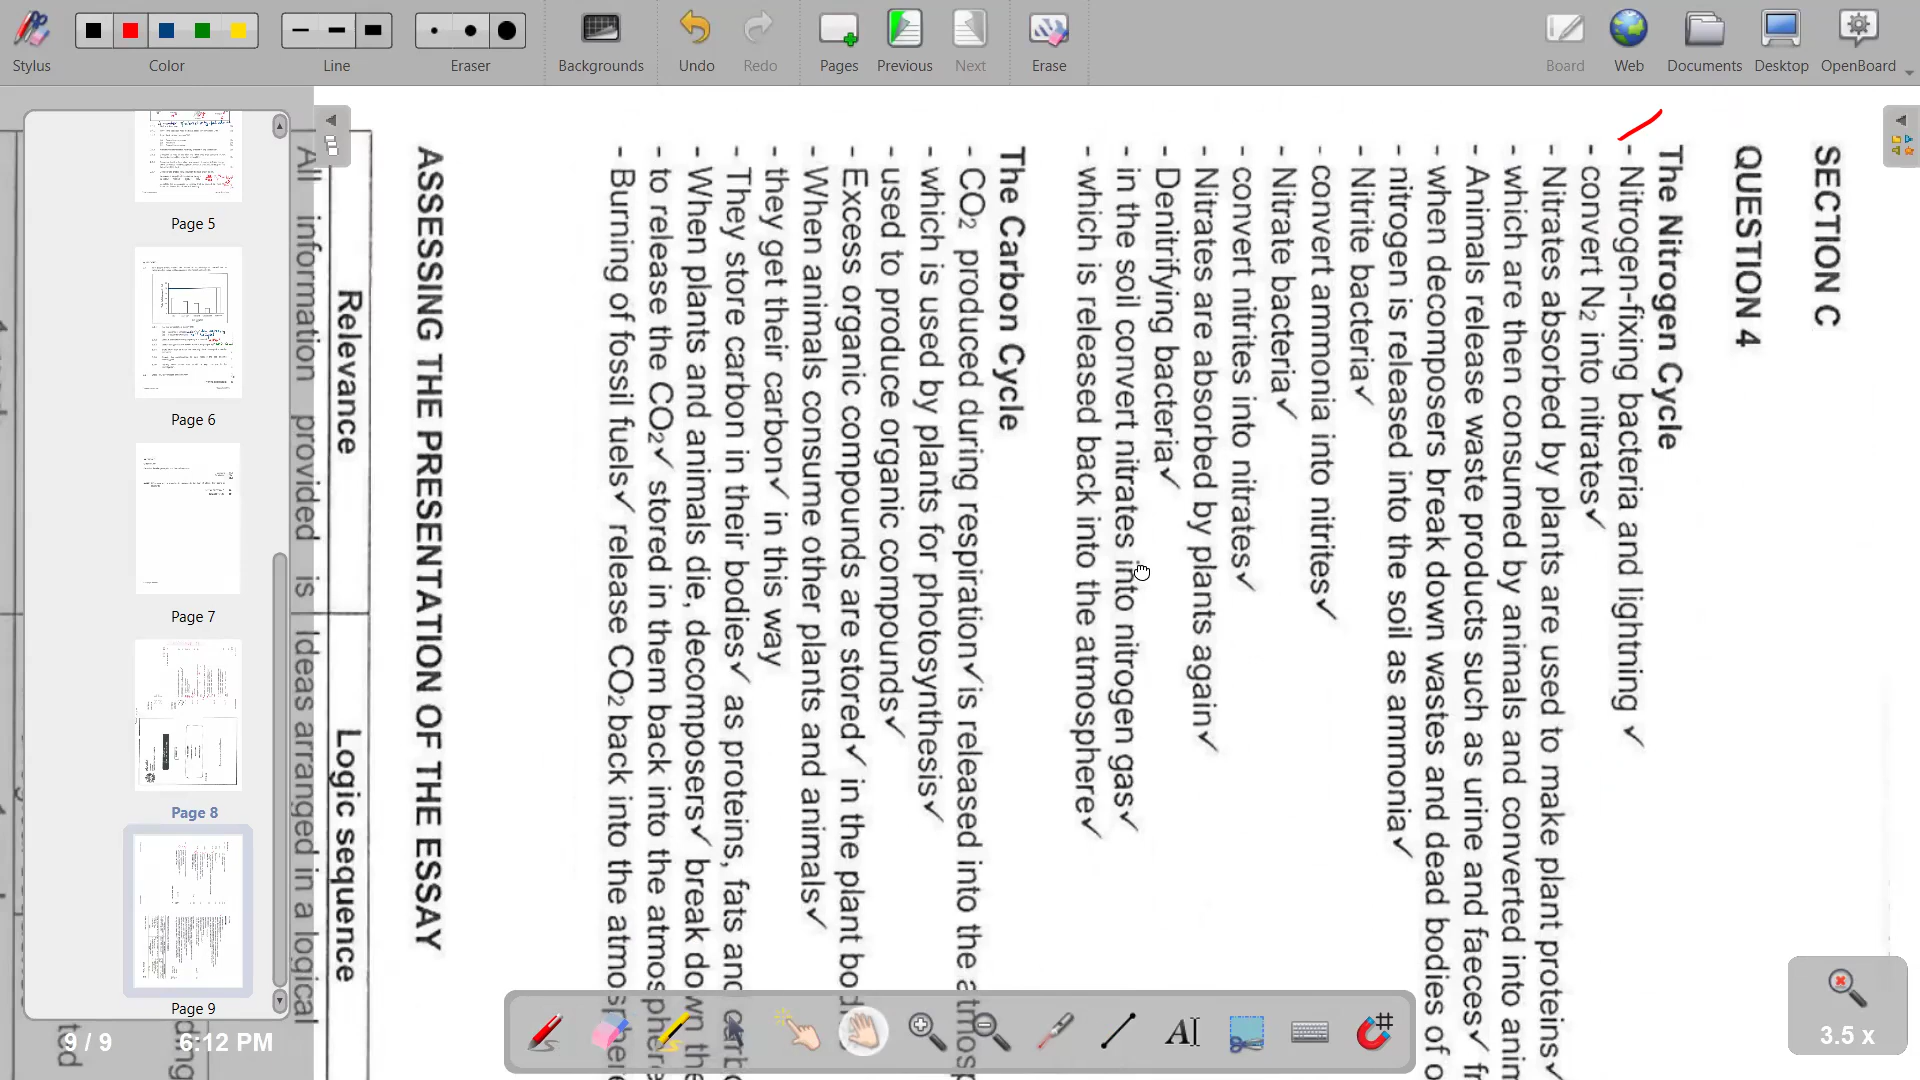 Stylus
Color
Line
Eraser
Backgrounds
Undo
Redo
Pages
Previous
Next
Erase
Board
Web
Documents
Desktop
OpenBoard
Page 5
Page 6
Page 7
Page 8
Page 9
9 / 9
6:12 PM
SECTION C
QUESTION 4
The Nitrogen Cycle
- Nitrogen-fixing bacteria and lightning ✓
- convert N₂ into nitrates✓
- Nitrates absorbed by plants are used to make plant proteins✓
- which are then consumed by animals and converted into anim
- Animals release waste products such as urine and faeces✓ fr
- when decomposers break down wastes and dead bodies of o
- nitrogen is released into the soil as ammonia✓
- Nitrite bacteria✓
- convert ammonia into nitrites✓
- Nitrate bacteria✓
- convert nitrites into nitrates✓
- Nitrates are absorbed by plants again✓
- Denitrifying bacteria✓
- in the soil convert nitrates into nitrogen gas✓
- which is released back into the atmosphere✓
The Carbon Cycle
- CO₂ produced during respiration✓ is released into the atmosp
- which is used by plants for photosynthesis✓
- used to produce organic compounds✓
- Excess organic compounds are stored✓ in the plant bod
- When animals consume other plants and animals✓
- they get their carbon✓ in this way
- They store carbon in their bodies✓ as proteins, fats and carbo
- When plants and animals die, decomposers✓ break down the
- to release the CO₂✓ stored in them back into the atmosphere
- Burning of fossil fuels✓ release CO₂ back into the atmosphere
ASSESSING THE PRESENTATION OF THE ESSAY
Relevance
Logic sequence
All information provided is
Ideas arranged in a logical
3.5 x